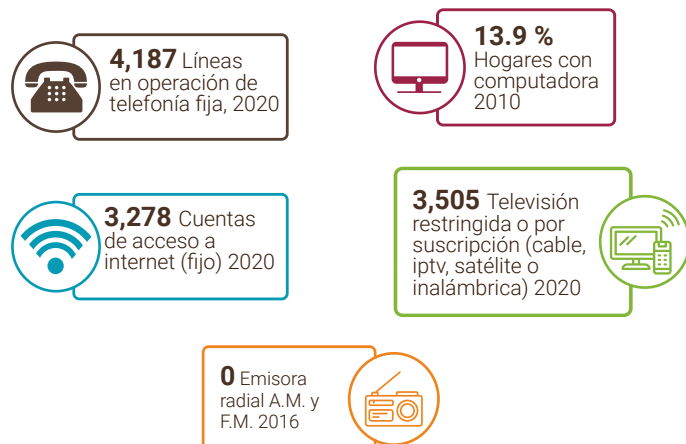 4,187 Líneas
en operación de
telefonía fija, 2020
13.9 %
Hogares con
computadora
2010
3,278 Cuentas
de acceso a
internet (fijo) 2020
3,505 Televisión
restringida o por
suscripción (cable,
iptv, satélite o
inalámbrica) 2020
0 Emisora
radial A.M. y
F.M. 2016